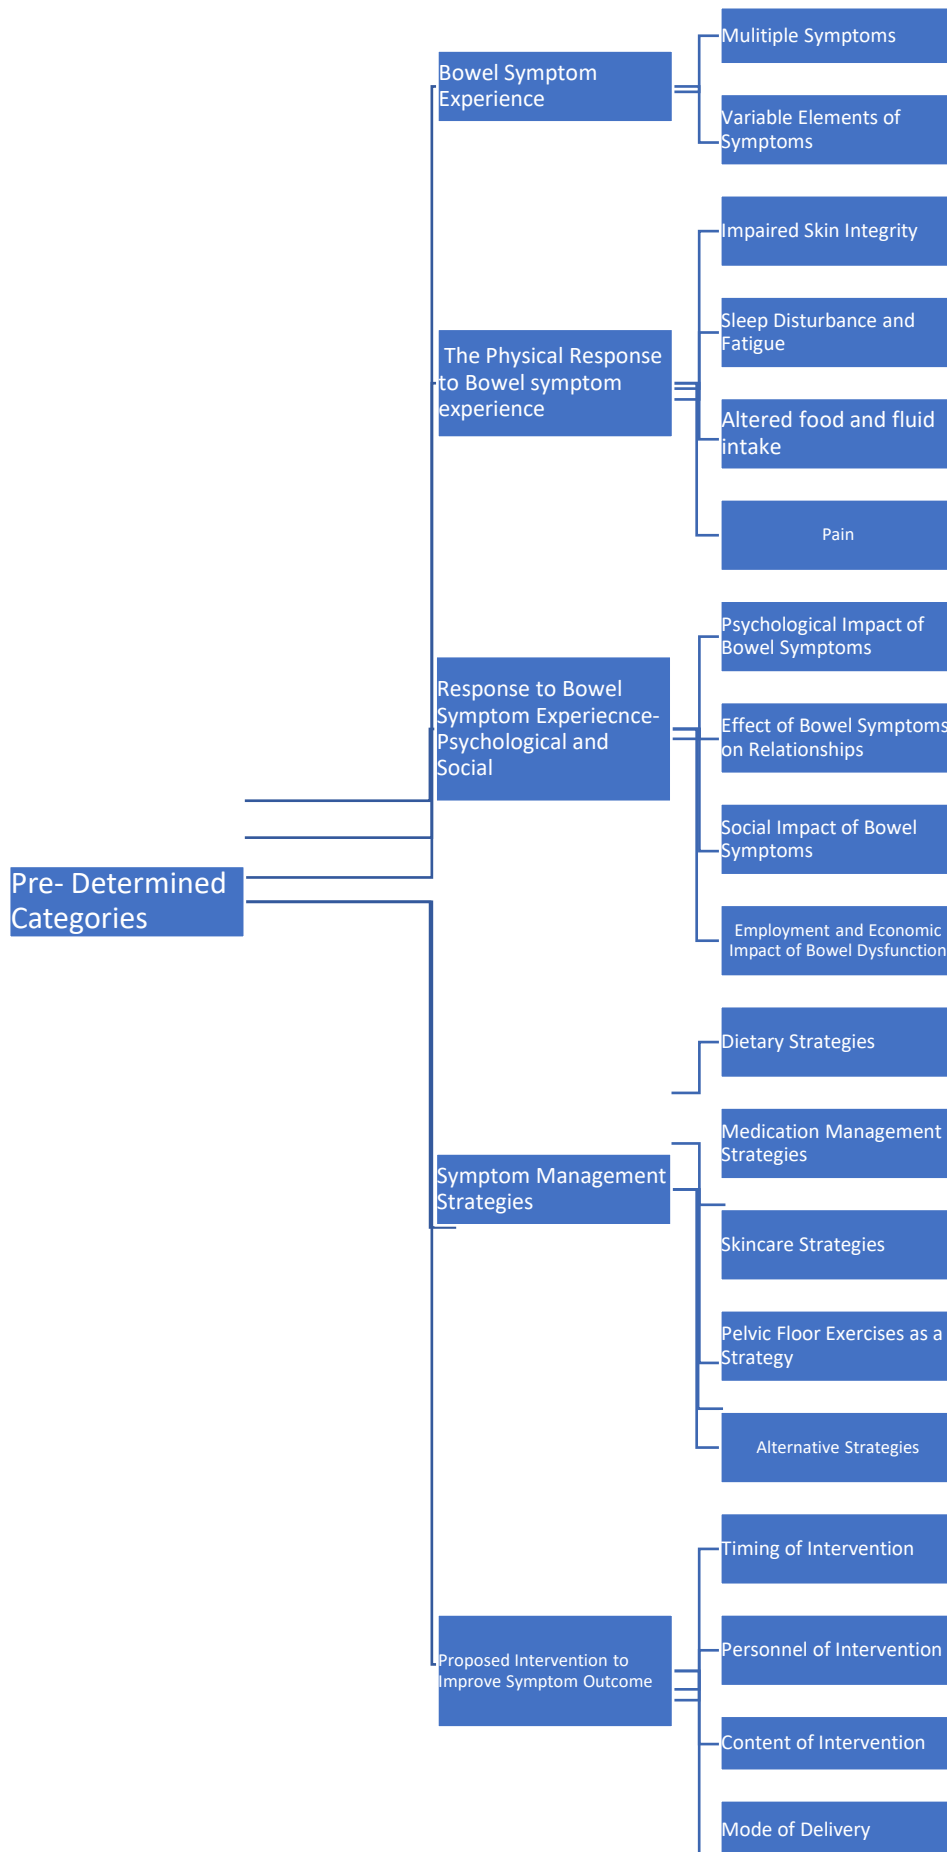 Pre- Determined
Categories
Bowel Symptom
Experience
Mulitiple Symptoms
Variable Elements of
Symptoms
The Physical Response
to Bowel symptom
experience
Impaired Skin Integrity
Sleep Disturbance and
Fatigue
Altered food and fluid
intake
Pain
Response to Bowel
Symptom Experiecnce-
Psychological and
Social
Psychological Impact of
Bowel Symptoms
Effect of Bowel Symptoms
on Relationships
Social Impact of Bowel
Symptoms
Employment and Economic
Impact of Bowel Dysfunction
Symptom Management
Strategies
Dietary Strategies
Medication Management
Strategies
Skincare Strategies
Pelvic Floor Exercises as a
Strategy
Alternative Strategies
Proposed Intervention to
Improve Symptom Outcome
Timing of Intervention
Personnel of Intervention
Content of Intervention
Mode of Delivery